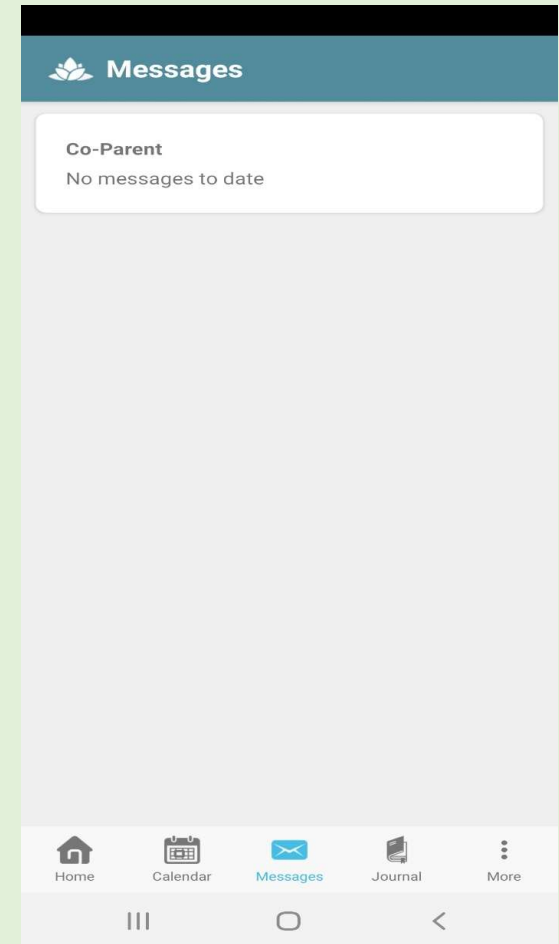 Messages
Co-Parent
No messages to date
Home Calendar Messages Journal More